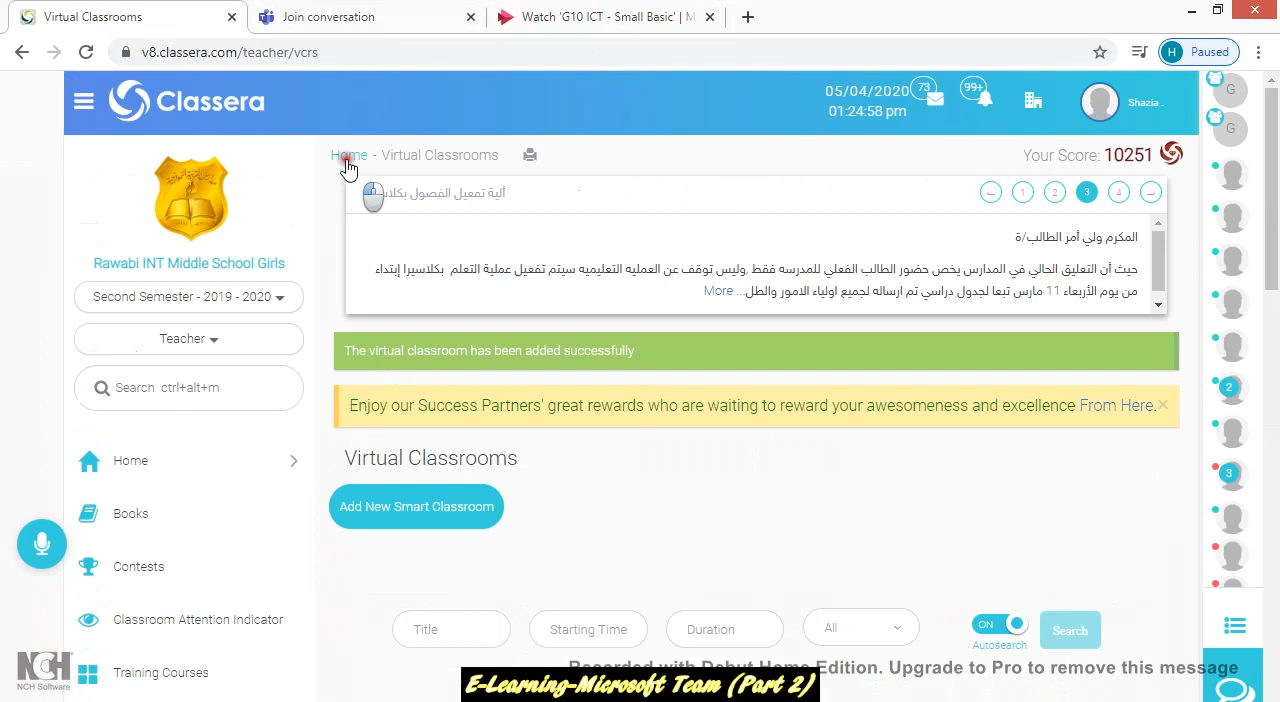 Virtual Classrooms
Join conversation
Watch 'G10 ICT - Small Basic' | M
v8.classera.com/teacher/vcrs
H Paused
Classera
05/04/2020
01:24:58 pm
73
99+
Shazia .
G
G
Home - Virtual Classrooms
Your Score: 10251
ألية تفعيل الفصول بكلاس
← 1 2 3 4 →
المكرم ولي أمر الطالب/ة
حيث أن التعليق الحالي في المدارس يخص حضور الطالب الفعلي للمدرسه فقط ,وليس توقف عن العمليه التعليميه سيتم تفعيل عملية التعلم بكلاسيرا إبتداء
من يوم الأربعاء 11 مارس تبعا لجدول دراسي تم ارساله لجميع اولياء الامور والطل... More
Rawabi INT Middle School Girls
Second Semester - 2019 - 2020
Teacher
Search ctrl+alt+m
The virtual classroom has been added successfully
Enjoy our Success Partners' great rewards who are waiting to reward your awesomeness and excellence From Here. ×
2
3
Home
Books
Contests
Classroom Attention Indicator
Training Courses
Virtual Classrooms
Add New Smart Classroom
Title
Starting Time
Duration
All
ON
Autosearch
Search
NCH
NCH Software
Recorded with Debut Home Edition. Upgrade to Pro to remove this message
E-Learning-Microsoft Team (Part 2)